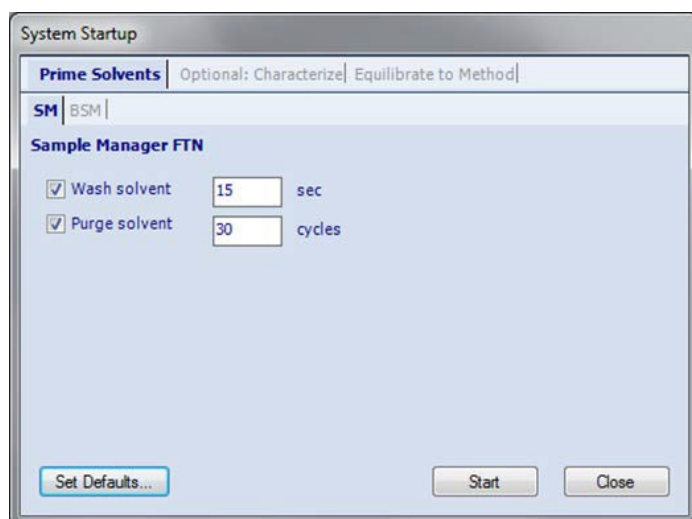 System Startup
Prime Solvents Optional: Characterize Equilibrate to Method
SM BSM
Sample Manager FTN
Wash solvent 15 sec
Purge solvent 30 cycles
Set Defaults... Start Close